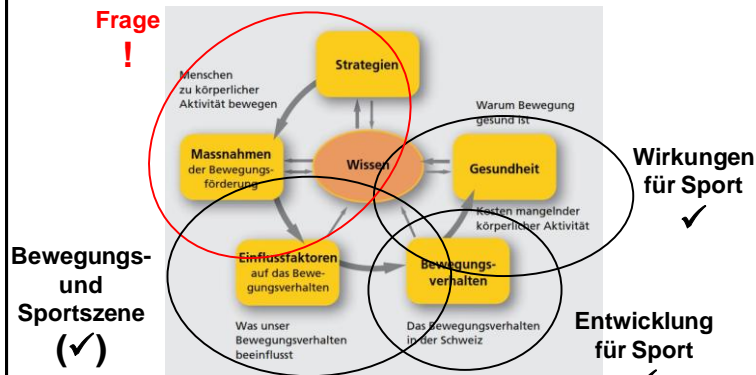 Frage
!
Strategien
Menschen
zu körperlicher
Aktivität bewegen
Warum Bewegung
gesund ist
Massnahmen
der Bewegungs-
förderung
Wissen
Gesundheit
Wirkungen
für Sport
✓
Kosten mangelnder
körperlicher Aktivität
Bewegungs-
und
Sportszene
(✓)
Einflussfaktoren
auf das Bewe-
gungsverhalten
Bewegungs-
verhalten
Was unser
Bewegungsverhalten
beeinflusst
Das Bewegungsverhalten
in der Schweiz
Entwicklung
für Sport
✓